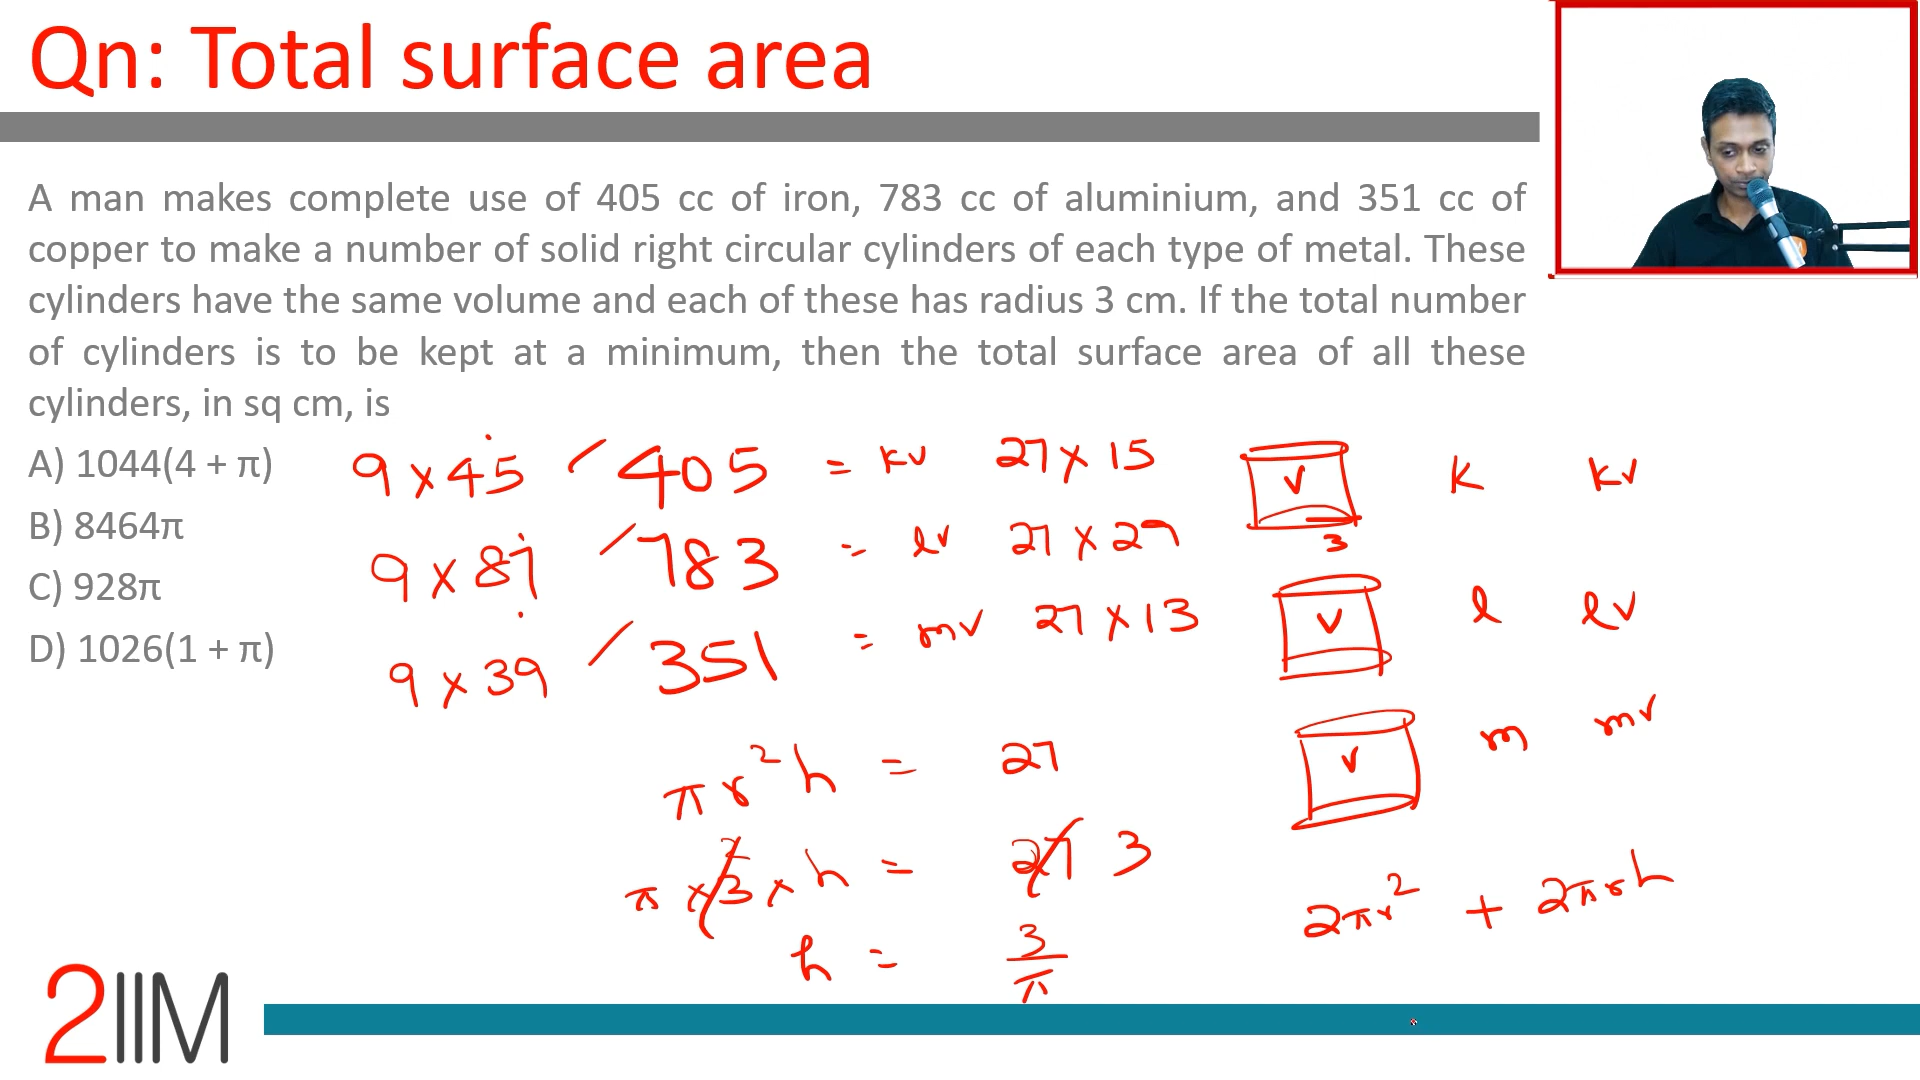 Qn: Total surface area
A man makes complete use of 405 cc of iron, 783 cc of aluminium, and 351 cc of
copper to make a number of solid right circular cylinders of each type of metal. These
cylinders have the same volume and each of these has radius 3 cm. If the total number
of cylinders is to be kept at a minimum, then the total surface area of all these
cylinders, in sq cm, is
A) 1044(4 + π)
B) 8464π
C) 928π
D) 1026(1 + π)
9 x 45 405 = kv 27 x 15 v k kv
3
9 x 87 783 = lv 27 x 29
9 x 39 351 = mv 27 x 13 v l lv
v m mv
πr²h = 27
π x 3² x h = 27 3
h = 3/π
2πr² + 2πrh
2IIM